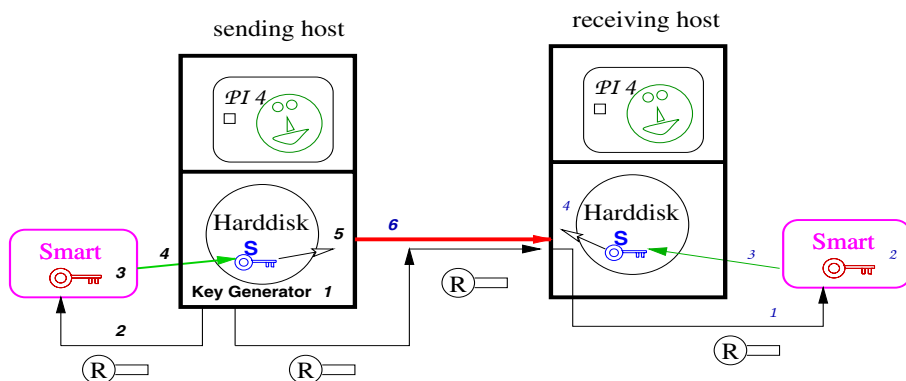 sending host
receiving host
PI 4
PI 4
Harddisk
S
5
Key Generator 1
Smart
3
4
2
R
R
6
R
4
Harddisk
S
3
Smart
2
1
R